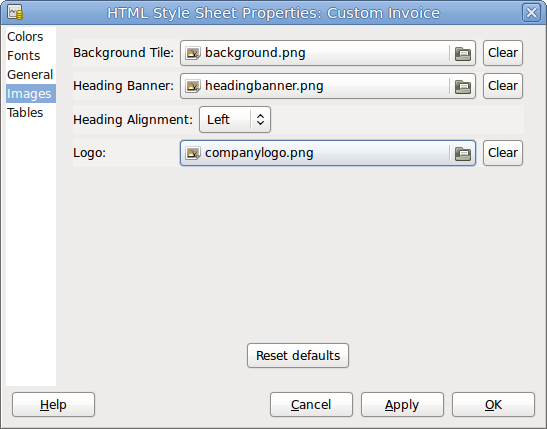 HTML Style Sheet Properties: Custom Invoice
Colors
Fonts
General
Images
Tables
Background Tile: background.png Clear
Heading Banner: headingbanner.png Clear
Heading Alignment: Left
Logo: companylogo.png Clear
Reset defaults
Help Cancel Apply OK